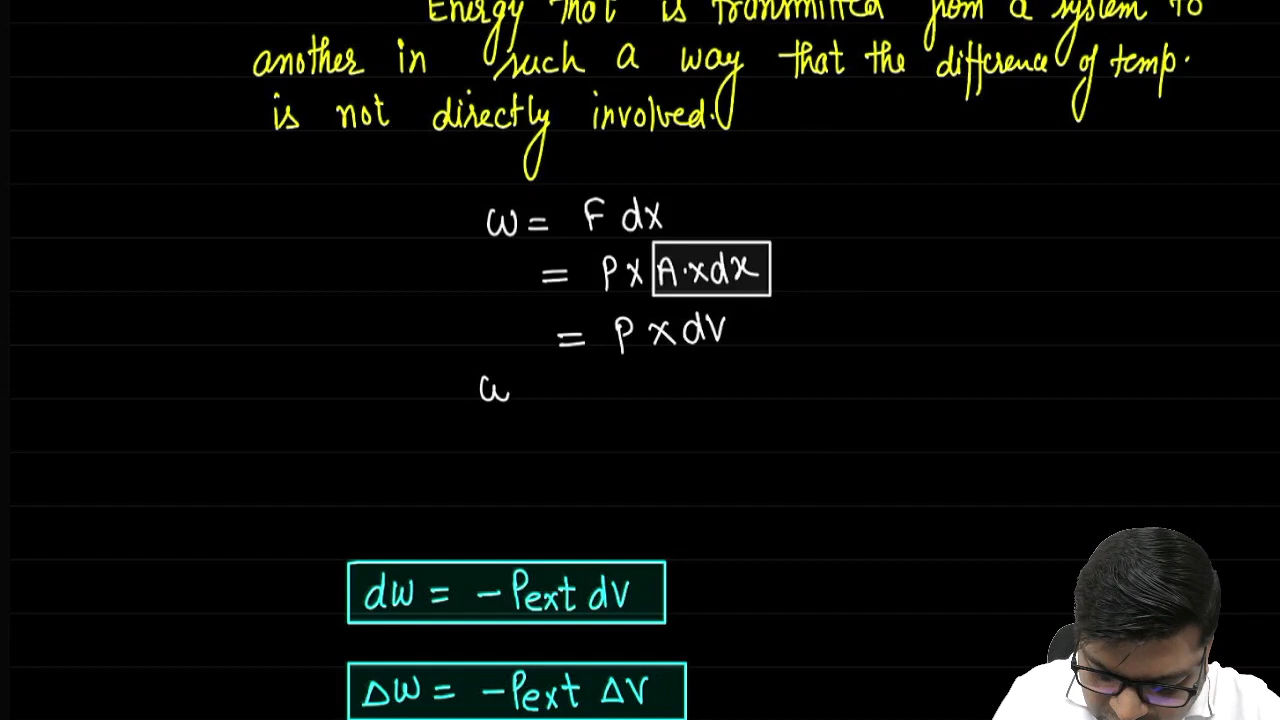 Energy that is transmitted from a system to
another in such a way that the difference of temp.
is not directly involved.
W = F dx
= P x A. x dx
= P x dV
W
dW = - Pext dV
ΔW = -Pext ΔV